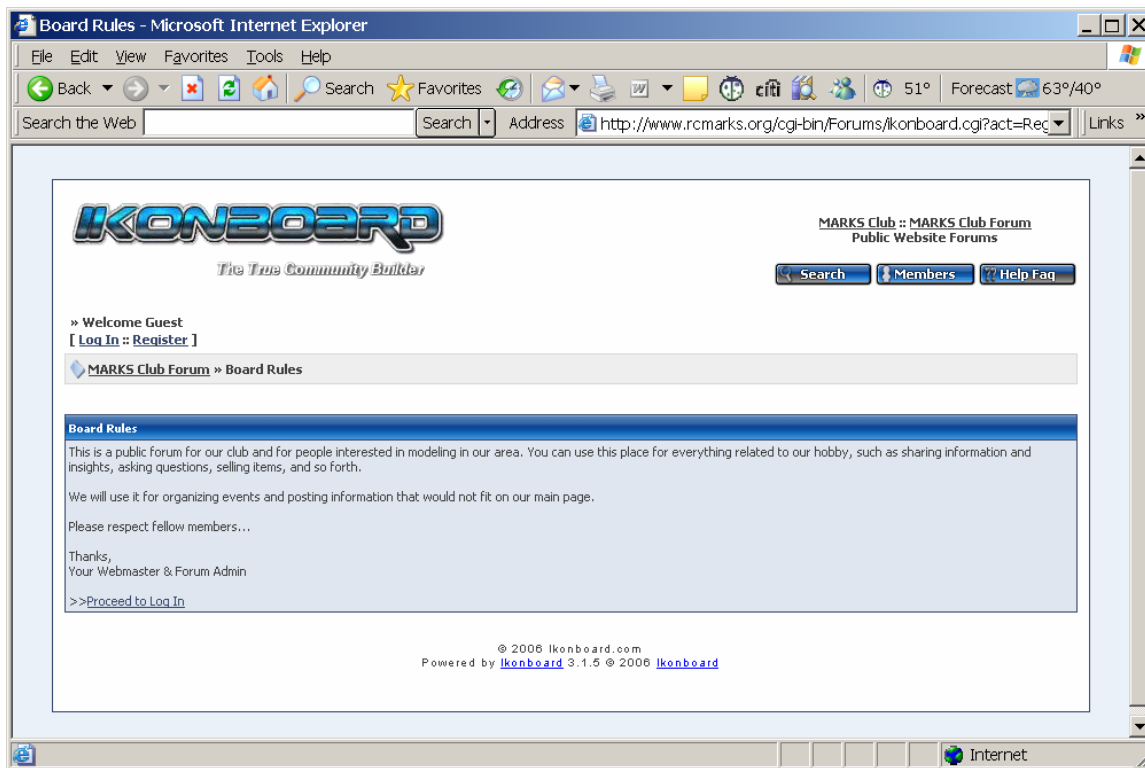 Board Rules - Microsoft Internet Explorer
File Edit View Favorites Tools Help
Back Search Favorites citi 51° Forecast 63°/40°
Search the Web Search Address http://www.rcmarks.org/cgi-bin/Forums/ikonboard.cgi?act=Reg Links »
IKONBOARD
The True Community Builder
MARKS Club :: MARKS Club Forum
Public Website Forums
Search Members Help Faq
» Welcome Guest
[ Log In :: Register ]
MARKS Club Forum » Board Rules
Board Rules
This is a public forum for our club and for people interested in modeling in our area. You can use this place for everything related to our hobby, such as sharing information and
insights, asking questions, selling items, and so forth.
We will use it for organizing events and posting information that would not fit on our main page.
Please respect fellow members...
Thanks,
Your Webmaster & Forum Admin
>>Proceed to Log In
© 2006 Ikonboard.com
Powered by Ikonboard 3.1.5 © 2006 Ikonboard
Internet